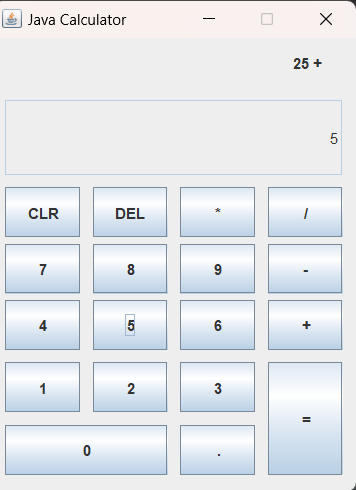 Java Calculator
25 +
5
CLR DEL * /
7 8 9 -
4 5 6 +
1 2 3 =
0 .